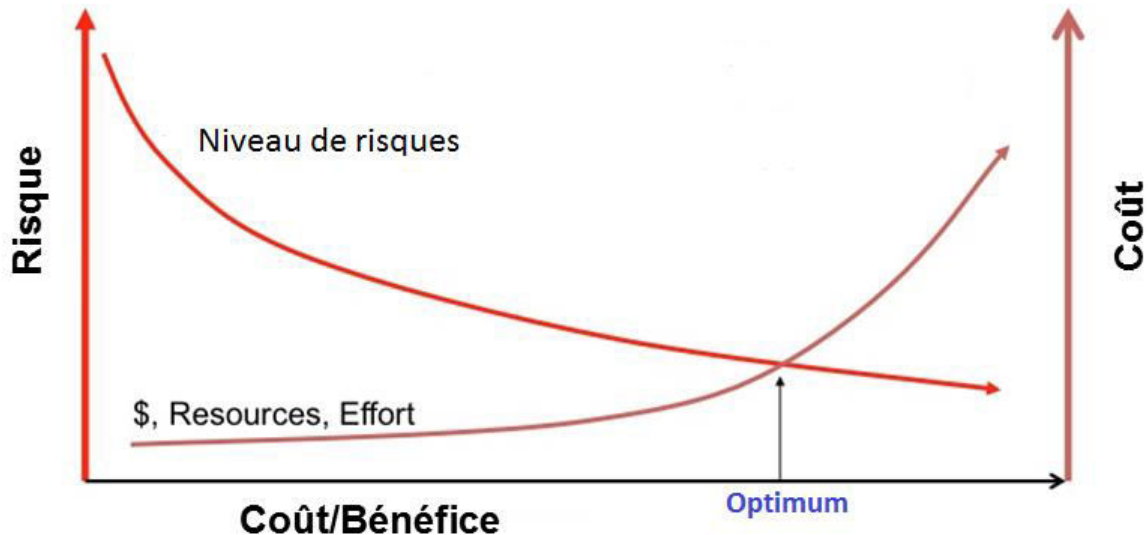 Niveau de risques
Risque
Coût
$, Resources, Effort
Optimum
Coût/Bénéfice